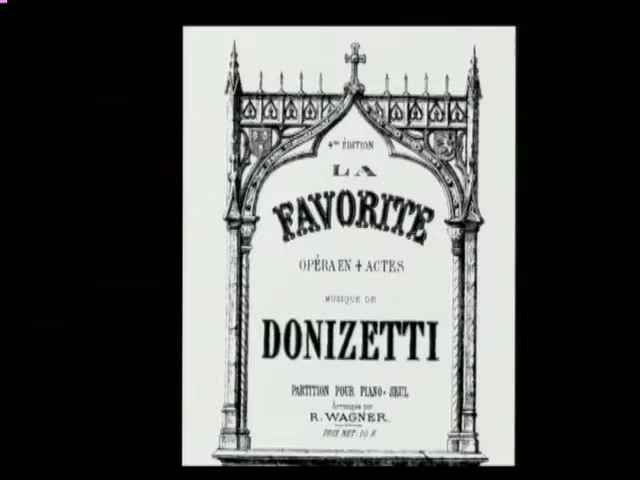 4me ÉDITION
LA
FAVORITE
OPÉRA EN 4 ACTES
MUSIQUE DE
DONIZETTI
PARTITION POUR PIANO-SEUL
Arrangée par
R. WAGNER.
PRIX NET: 10 F.